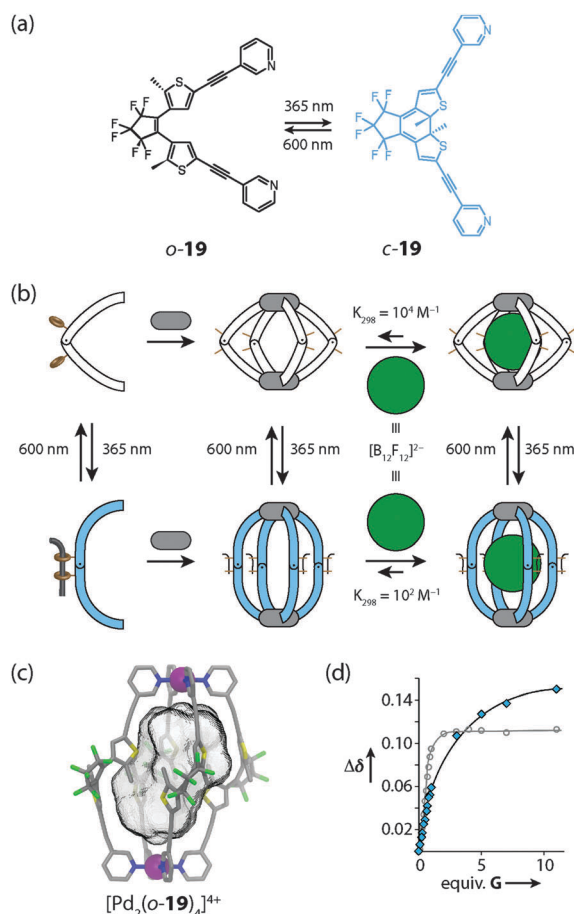 (a)
S
N
F F
F
F
F
F
S
N
365 nm
600 nm
N
S
F F
F
F
F
F
S
N
o-19
c-19
(b)
K₂₉₈ = 10⁴ M⁻¹
600 nm
365 nm
600 nm
365 nm
≡
[B₁₂F₁₂]²⁻
≡
600 nm
365 nm
K₂₉₈ = 10² M⁻¹
(c)
[Pd₂(o-19)₄]⁴⁺
(d)
0.14
0.10
Δδ
0.06
0.02
0
5
10
equiv. G